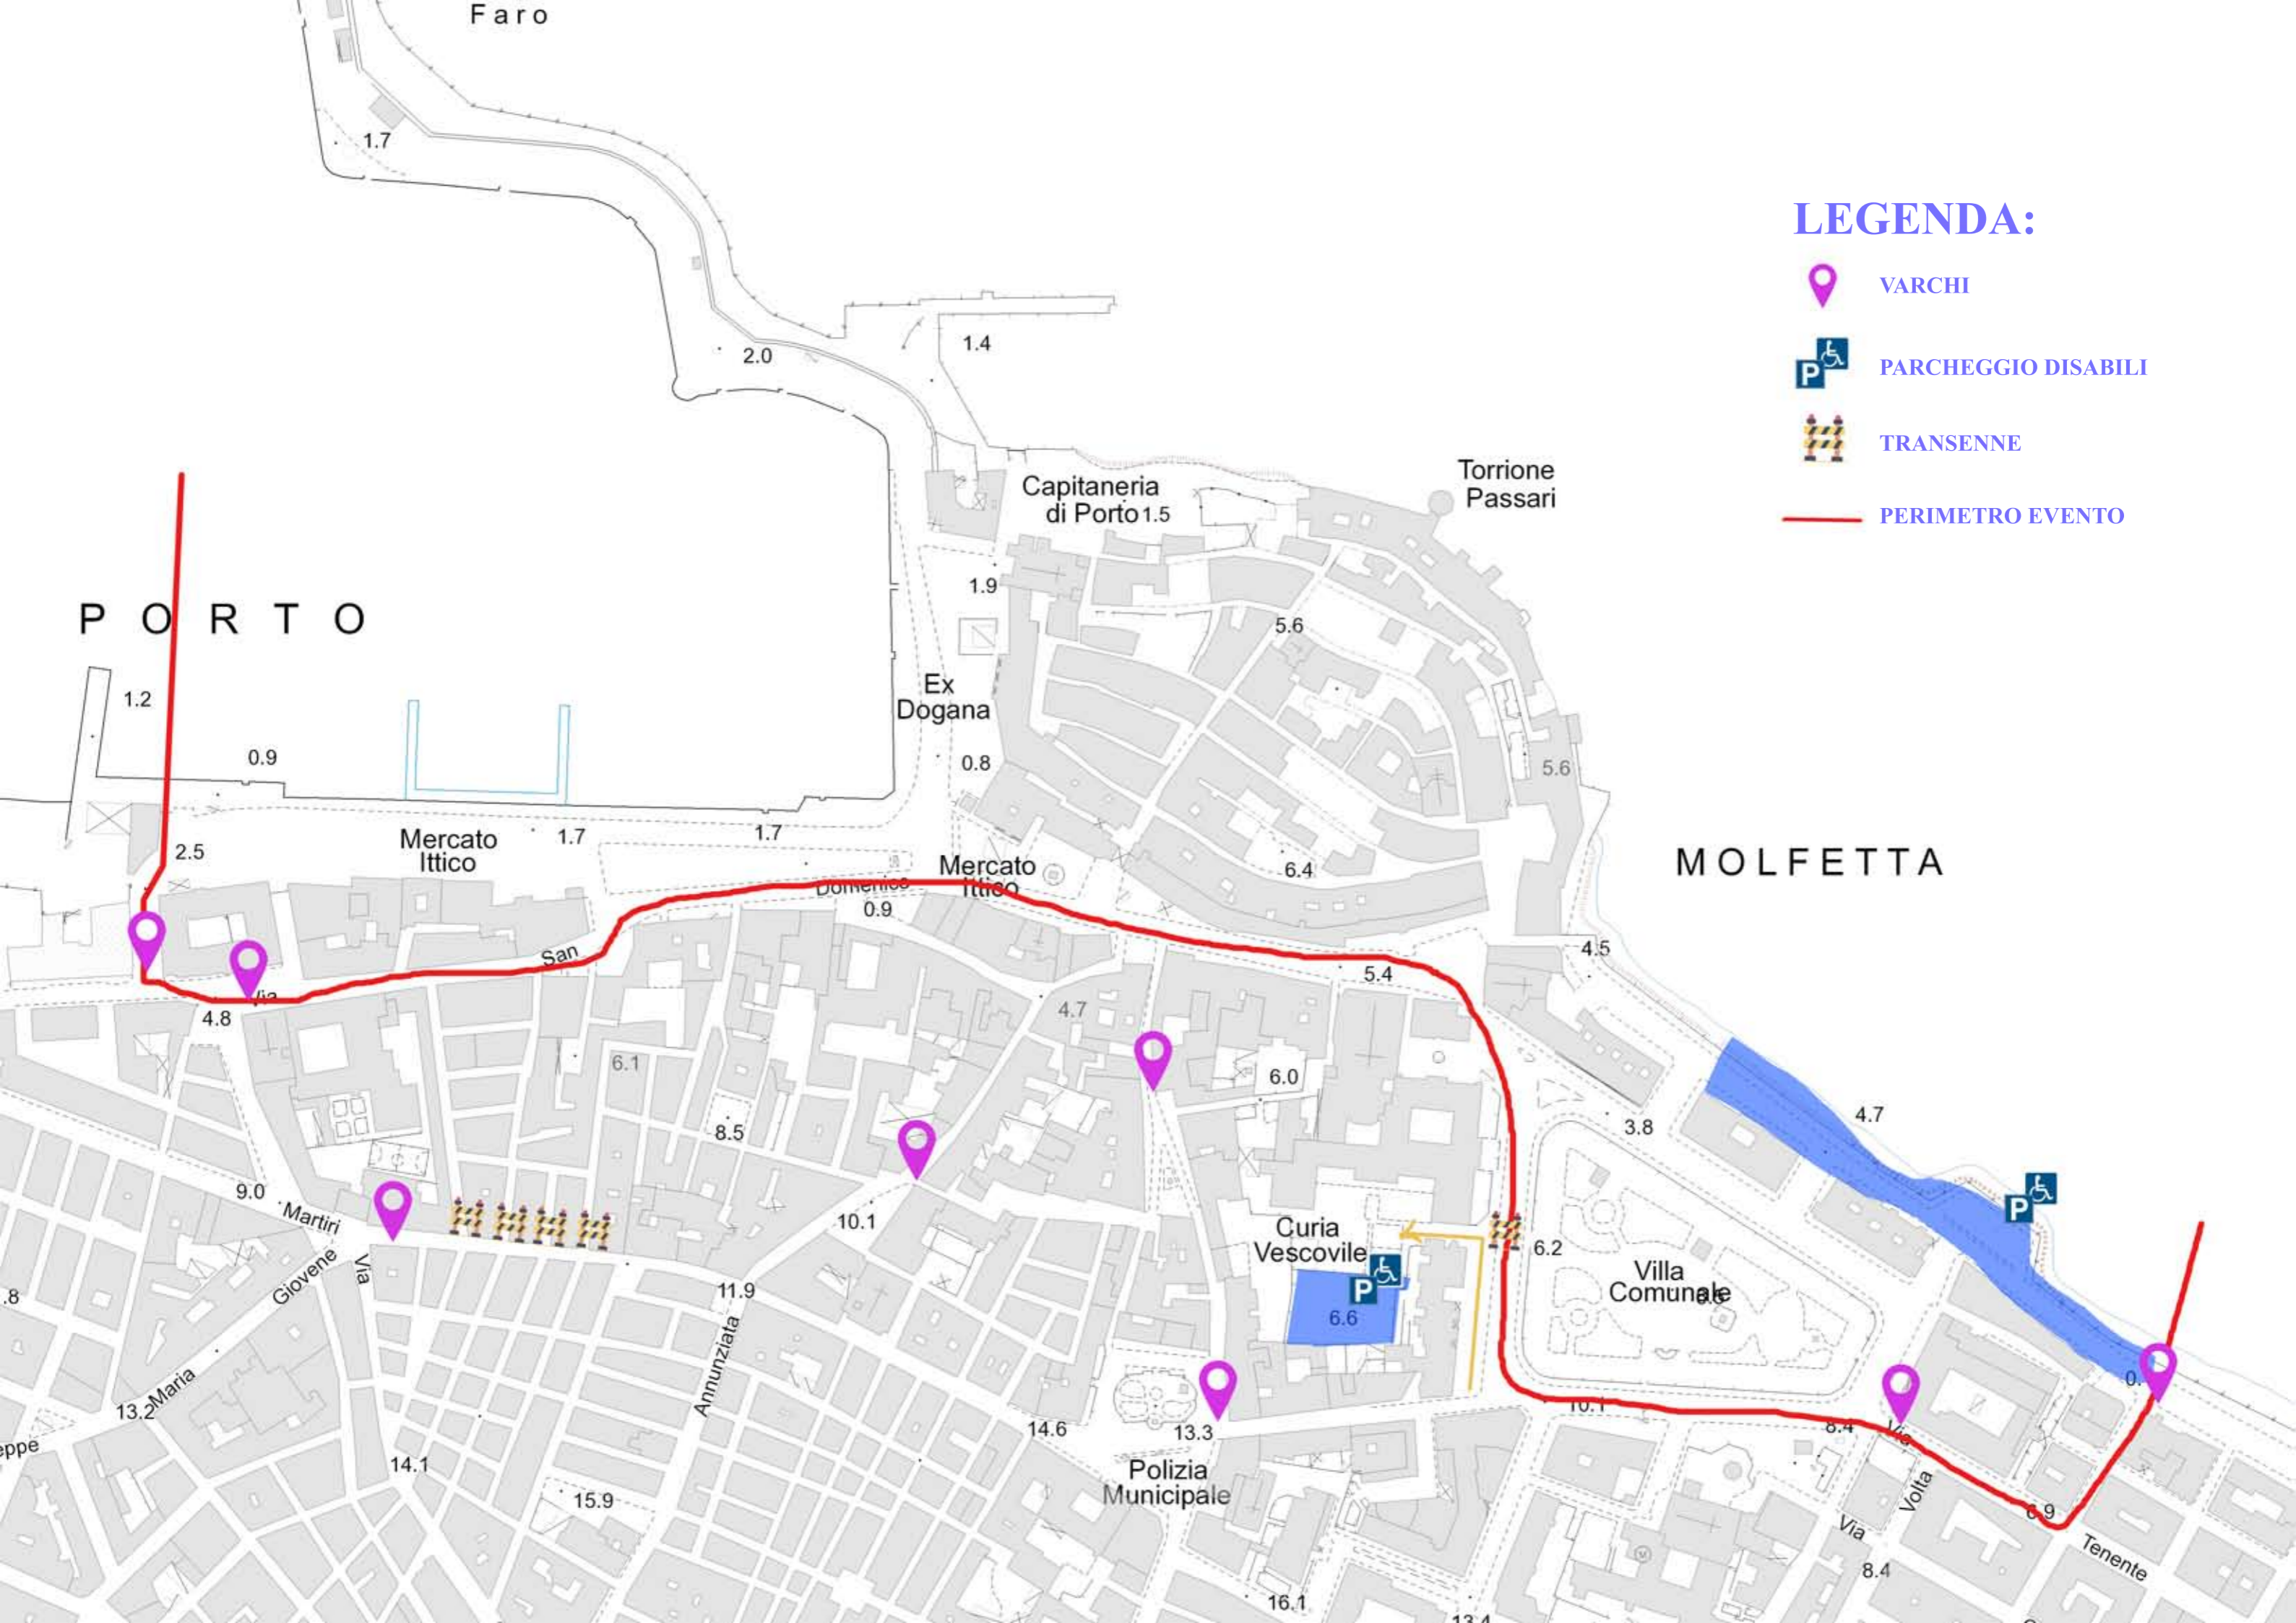 Faro
1.7
LEGENDA:
VARCHI
2.0
1.4
PARCHEGGIO DISABILI
TRANSENNE
PERIMETRO EVENTO
Torrione
Passari
Capitaneria
di Porto 1.5
1.9
PORTO
5.6
1.2
Ex
Dogana
0.9
0.8
5.6
Mercato
Ittico
1.7
1.7
2.5
Mercato
Ittico
6.4
MOLFETTA
Domenico
0.9
San
4.5
5.4
Via
4.8
4.7
6.1
6.0
4.7
3.8
8.5
9.0
Martiri
10.1
Curia
Vescovile
6.2
Giovene
Via
Villa
Comunale
.8
11.9
6.6
Annunziata
13.2
Maria
10.1
14.6
13.3
8.4
Via
eppe
14.1
Polizia
Municipale
15.9
Volta
6.9
Via
Tenente
8.4
16.1
13.4